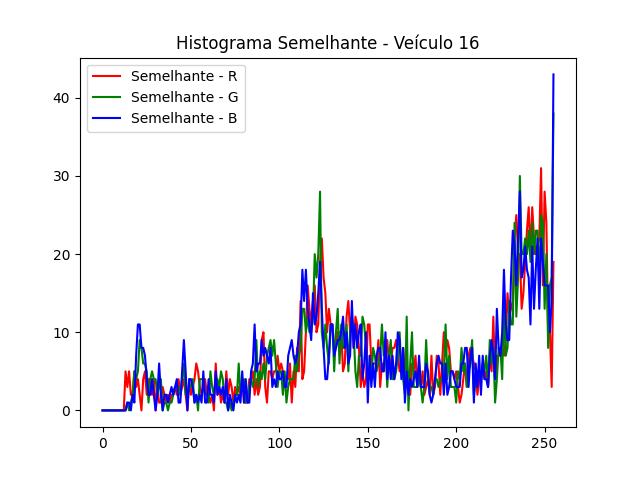 Histograma Semelhante - Veículo 16
Semelhante - R
Semelhante - G
Semelhante - B
40
30
20
10
0
0 50 100 150 200 250